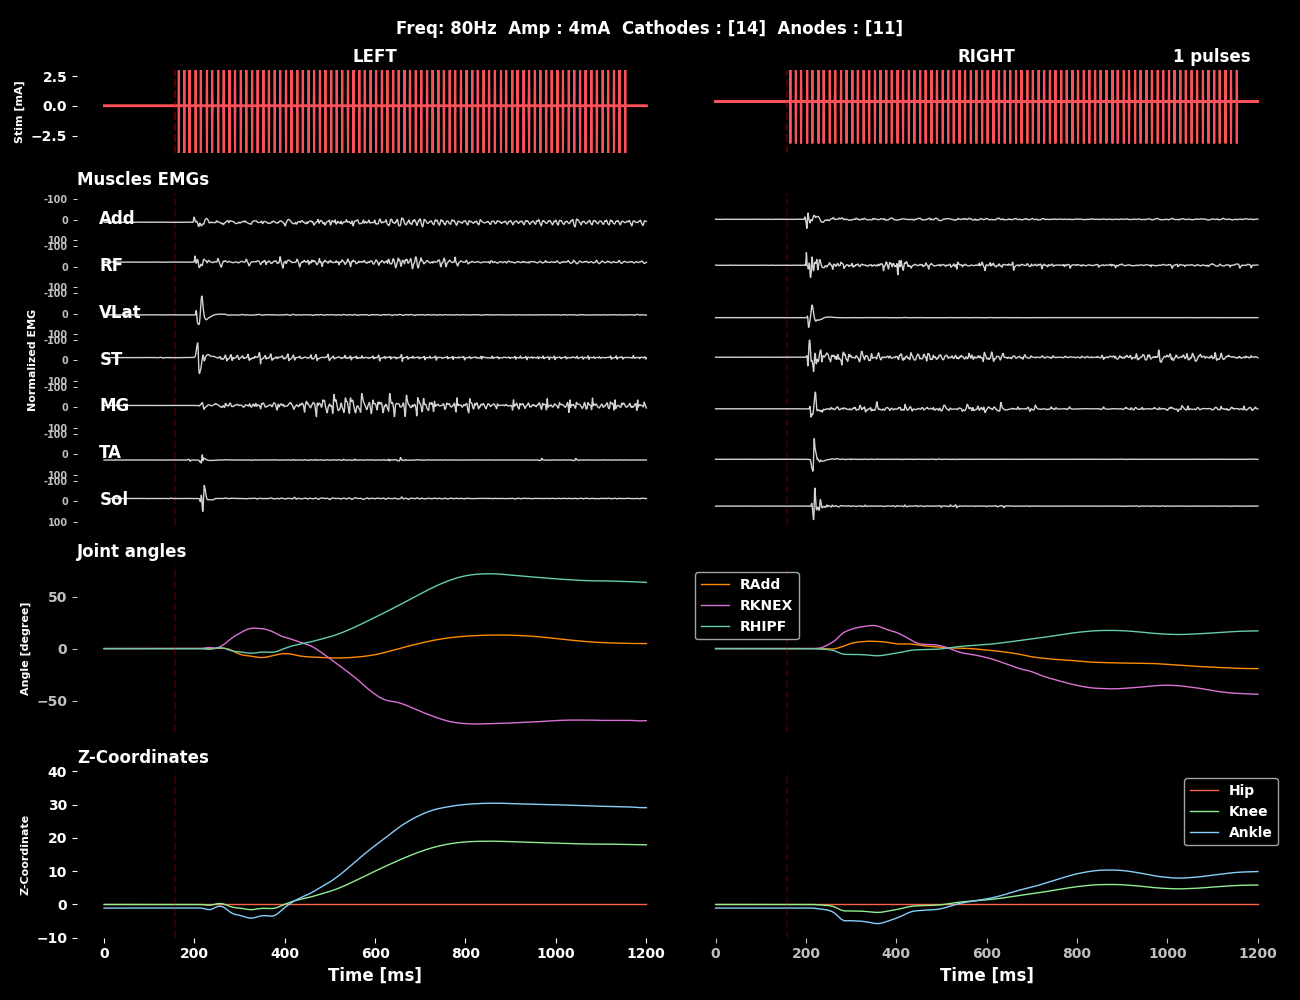 Freq: 80Hz  Amp : 4mA  Cathodes : [14]  Anodes : [11]
LEFT
RIGHT
1 pulses
Stim [mA]
2.5
0.0
−2.5
Muscles EMGs
Normalized EMG
-100
Add
0
100
-100
RF
0
100
-100
VLat
0
100
-100
ST
0
100
-100
MG
0
100
-100
TA
0
100
-100
Sol
0
100
Joint angles
Angle [degree]
50
0
−50
RAdd
RKNEX
RHIPF
Z-Coordinates
Z-Coordinate
40
30
20
10
0
−10
Hip
Knee
Ankle
0 200 400 600 800 1000 1200
Time [ms]
0 200 400 600 800 1000 1200
Time [ms]